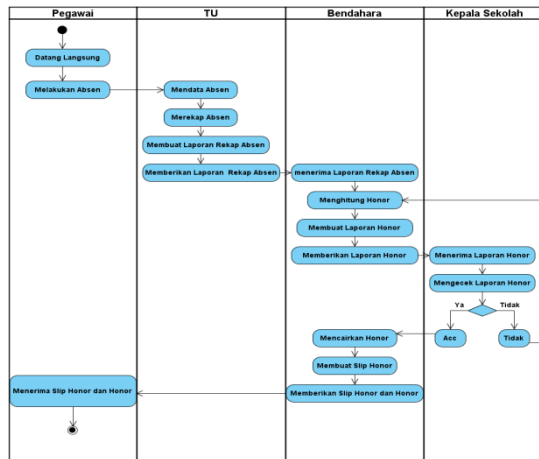 Pegawai TU Bendahara Kepala Sekolah
Datang Langsung
Melakukan Absen Mendata Absen
Merekap Absen
Membuat Laporan Rekap Absen
Memberikan Laporan Rekap Absen menerima Laporan Rekap Absen
Menghitung Honor
Membuat Laporan Honor
Memberikan Laporan Honor Menerima Laporan Honor
Mengecek Laporan Honor
Ya Tidak
Mencairkan Honor Acc Tidak
Membuat Slip Honor
Menerima Slip Honor dan Honor Memberikan Slip Honor dan Honor